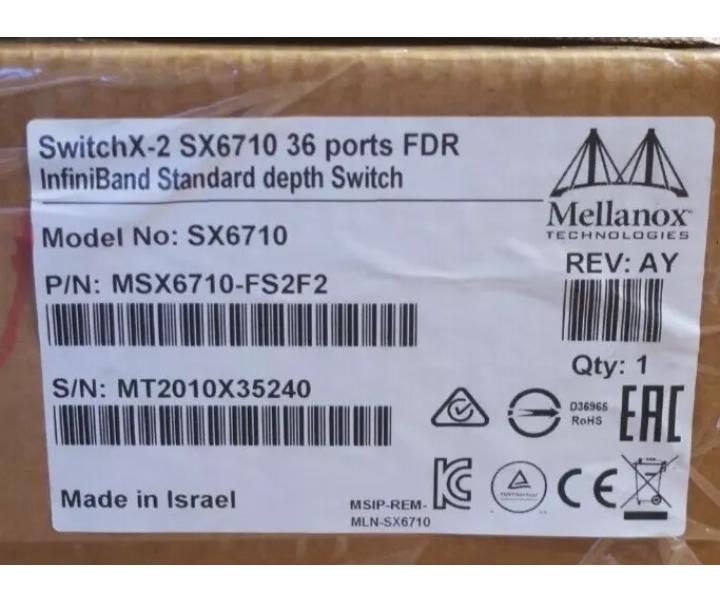 SwitchX-2 SX6710 36 ports FDR
InfiniBand Standard depth Switch
Mellanox
TECHNOLOGIES
Model No: SX6710
REV: AY
P/N: MSX6710-FS2F2
Qty: 1
S/N: MT2010X35240
D36965
RoHS
EAC
Made in Israel
MSIP-REM-
MLN-SX6710
CE